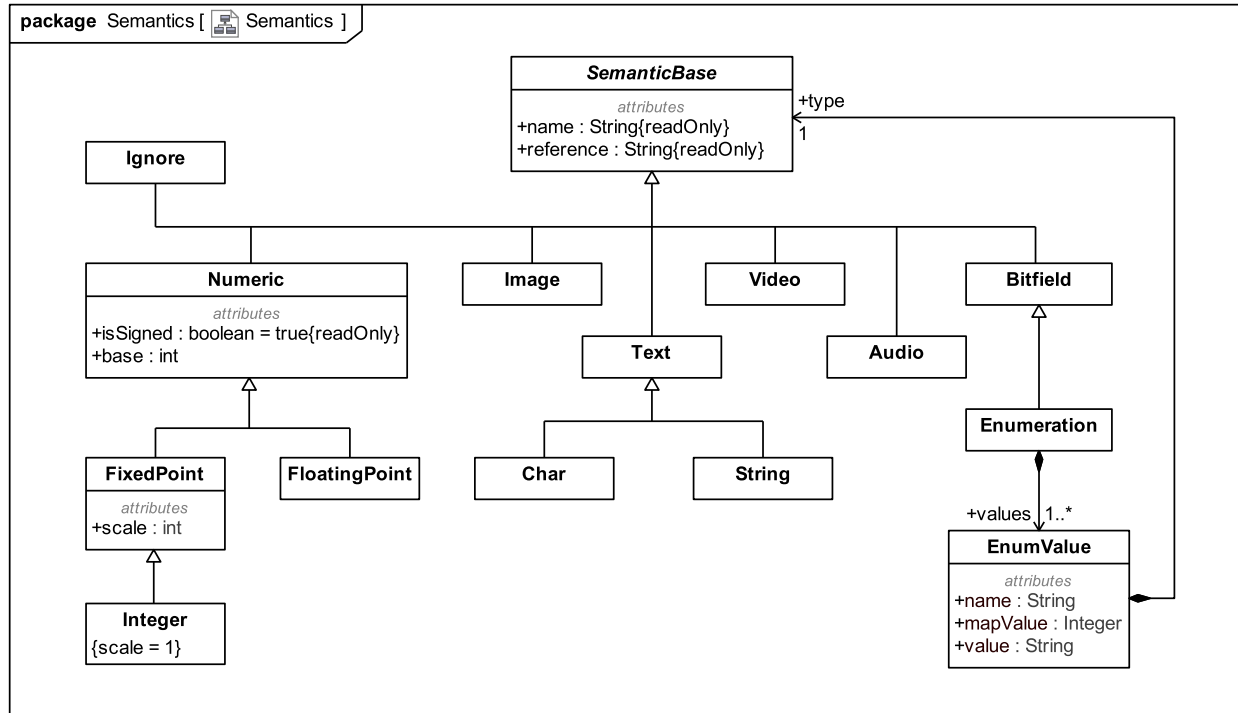 package Semantics [ Semantics ]
SemanticBase
attributes
+name : String{readOnly}
+reference : String{readOnly}
+type
1
Ignore
Numeric
attributes
+isSigned : boolean = true{readOnly}
+base : int
Image
Video
Bitfield
Text
Audio
Enumeration
FixedPoint
attributes
+scale : int
FloatingPoint
Char
String
+values 1..*
EnumValue
attributes
+name : String
+mapValue : Integer
+value : String
Integer
{scale = 1}